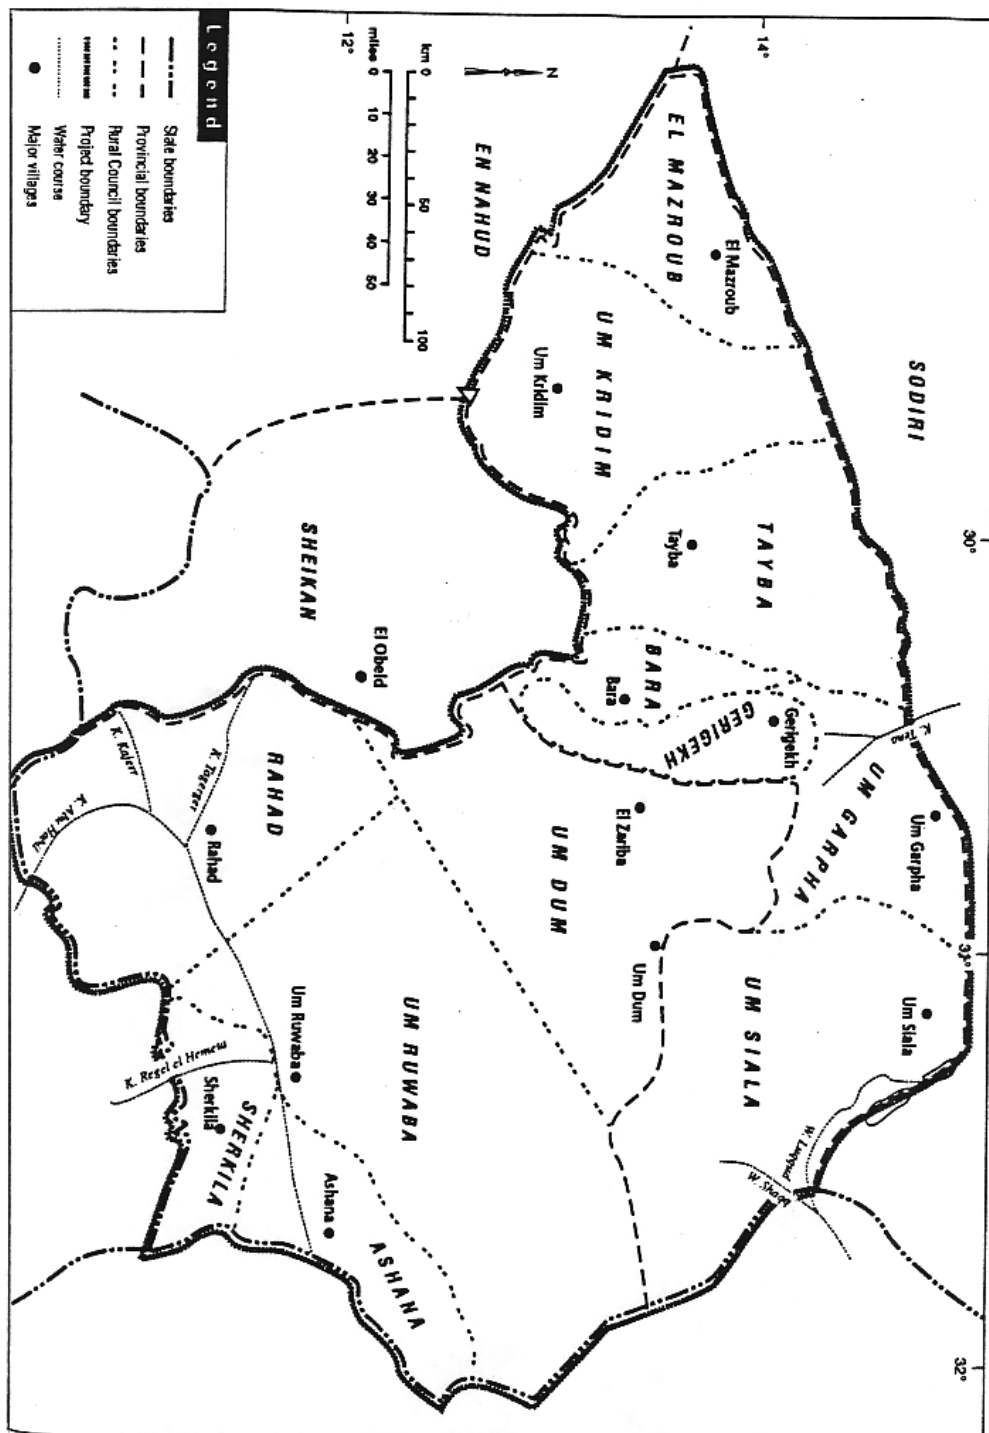 SODIRI
14°
30°
31°
32°
12°
EL MAZROUB
El Mazroub
UM KRIDIM
Um Kridim
TAYBA
Tayba
BARA
Bara
GERIGEKH
Gerigekh
K. Tena
UM GARPHA
Um Garpha
UM SIALA
Um Siala
W. Shaqq
EN NAHUD
SHEIKAN
El Obeid
El Zariba
UM DUM
Um Dum
RAHAD
Rahad
K. Togerger
K. Kajerr
K. Abu Habil
UM RUWABA
Um Ruwaba
K. Regel el Hemeia
SHERKILA
Sherkila
ASHANA
Ashana
N
km 0 50 100
miles 0 10 20 30 40 50
Legend
State boundaries
Provincial boundaries
Rural Council boundaries
Project boundary
Water course
Major villages